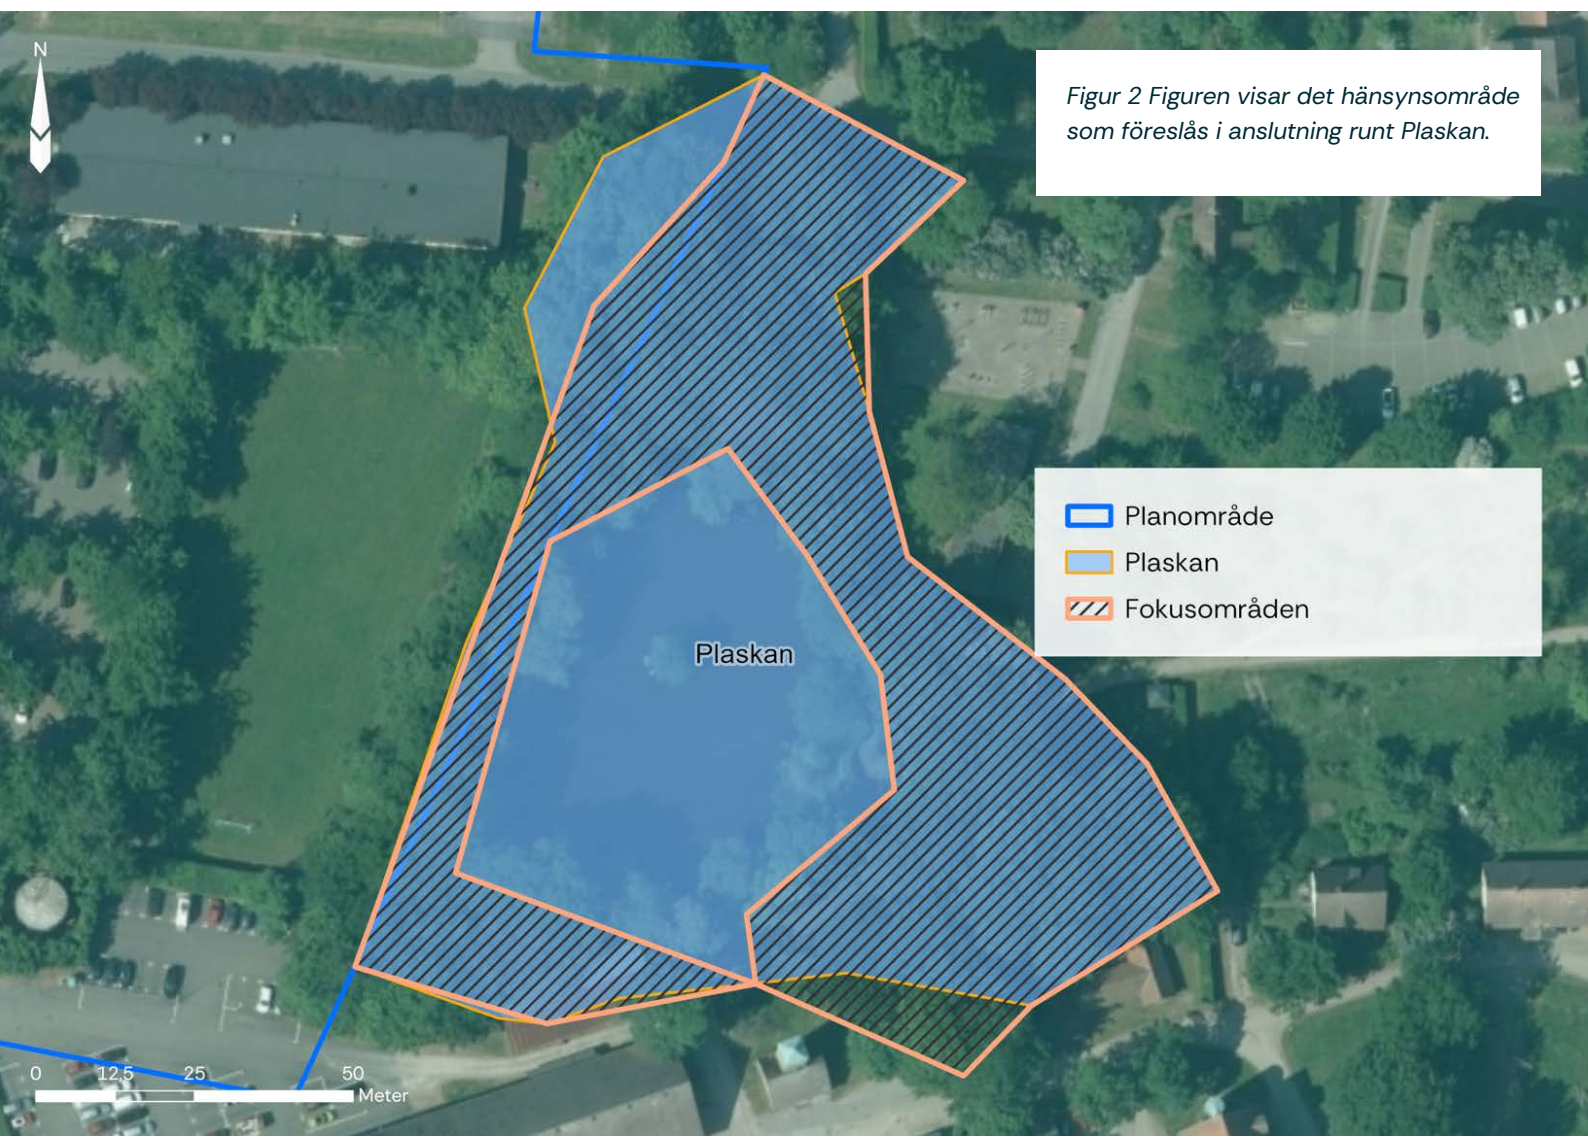 N
Figur 2 Figuren visar det hänsynsområde
som föreslås i anslutning runt Plaskan.
Planområde
Plaskan
Fokusområden
Plaskan
0 12,5 25 50
Meter